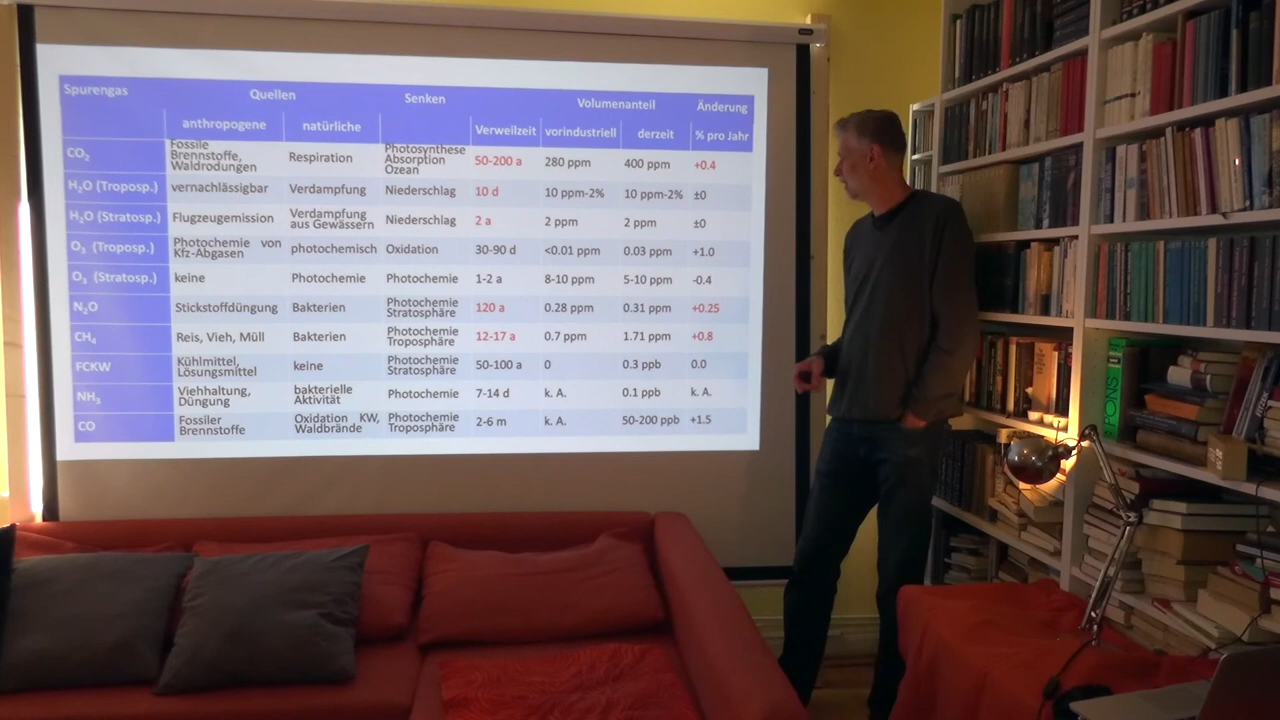 Spurengas Quellen Senken Volumenanteil Änderung
anthropogene natürliche Verweilzeit vorindustriell derzeit % pro Jahr
CO₂ Fossile Brennstoffe, Waldrodungen Respiration Photosynthese Absorption Ozean 50-200 a 280 ppm 400 ppm +0.4
H₂O (Troposp.) vernachlässigbar Verdampfung Niederschlag 10 d 10 ppm-2% 10 ppm-2% ±0
H₂O (Stratosp.) Flugzeugemission Verdampfung aus Gewässern Niederschlag 2 a 2 ppm 2 ppm ±0
O₃ (Troposp.) Photochemie von Kfz-Abgasen photochemisch Oxidation 30-90 d <0.01 ppm 0.03 ppm +1.0
O₃ (Stratosp.) keine Photochemie Photochemie 1-2 a 8-10 ppm 5-10 ppm -0.4
N₂O Stickstoffdüngung Bakterien Photochemie Stratosphäre 120 a 0.28 ppm 0.31 ppm +0.25
CH₄ Reis, Vieh, Müll Bakterien Photochemie Troposphäre 12-17 a 0.7 ppm 1.71 ppm +0.8
FCKW Kühlmittel, Lösungsmittel keine Photochemie Stratosphäre 50-100 a 0 0.3 ppb 0.0
NH₃ Viehhaltung, Düngung bakterielle Aktivität Photochemie 7-14 d k. A. 0.1 ppb k. A.
CO Fossiler Brennstoffe Oxidation KW, Waldbrände Photochemie Troposphäre 2-6 m k. A. 50-200 ppb +1.5
PONS